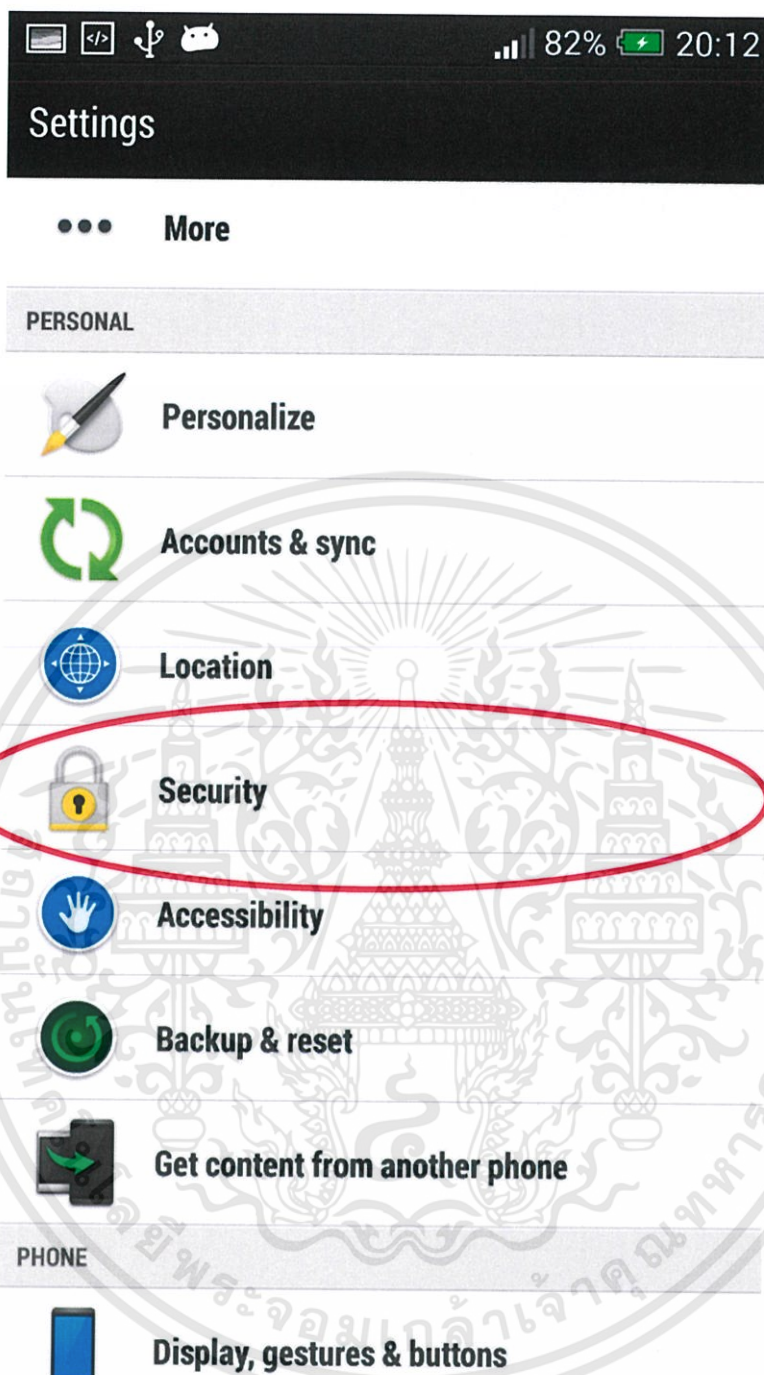 </> 82% 20:12
Settings
More
PERSONAL
Personalize
Accounts & sync
Location
Security
Accessibility
Backup & reset
Get content from another phone
PHONE
Display, gestures & buttons